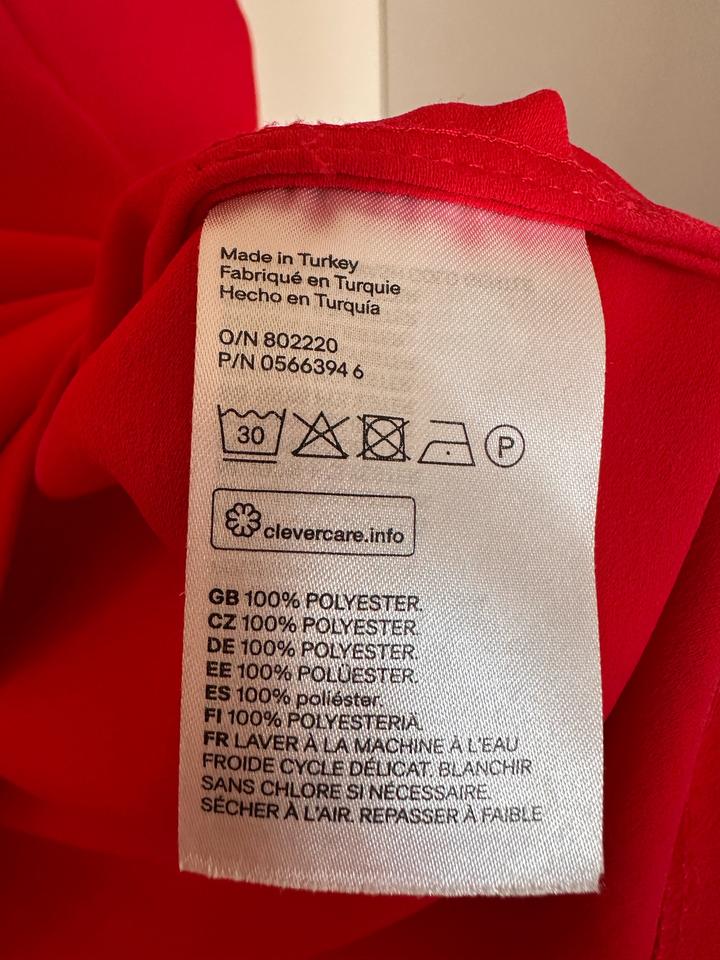 Made in Turkey
Fabriqué en Turquie
Hecho en Turquía
O/N 802220
P/N 0566394 6
30
P
clevercare.info
GB 100% POLYESTER.
CZ 100% POLYESTER.
DE 100% POLYESTER.
EE 100% POLÜESTER.
ES 100% poliéster.
FI 100% POLYESTERIÄ.
FR LAVER À LA MACHINE À L'EAU
FROIDE CYCLE DÉLICAT. BLANCHIR
SANS CHLORE SI NÉCESSAIRE.
SÉCHER À L'AIR. REPASSER À FAIBLE